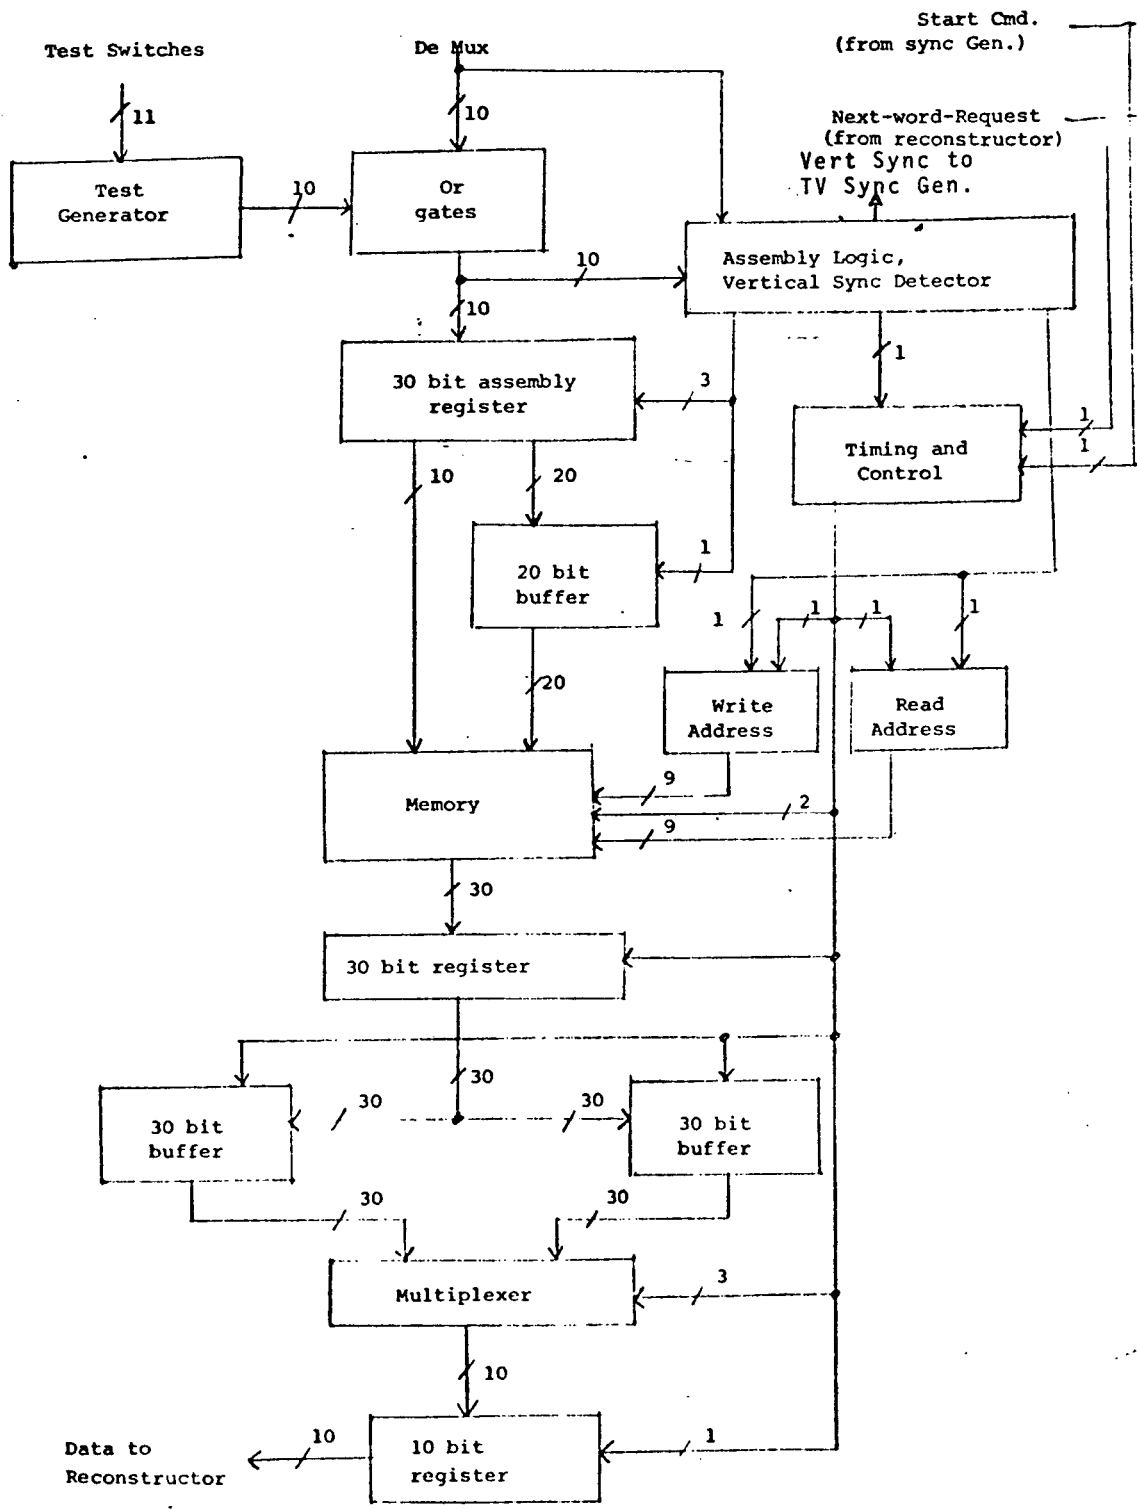 Start Cmd.
(from sync Gen.)
Test Switches
De Mux
11
10
Next-word-Request
(from reconstructor)
Vert Sync to
TV Sync Gen.
Test
Generator
10
Or
gates
10
Assembly Logic,
Vertical Sync Detector
10
1
30 bit assembly
register
3
1
Timing and
Control
1
10
20
20 bit
buffer
1
1
1
1
1
20
Write
Address
Read
Address
Memory
9
2
9
30
30 bit register
30
30 bit
buffer
30
30
30 bit
buffer
30
30
Multiplexer
3
10
Data to
Reconstructor
10
10 bit
register
1